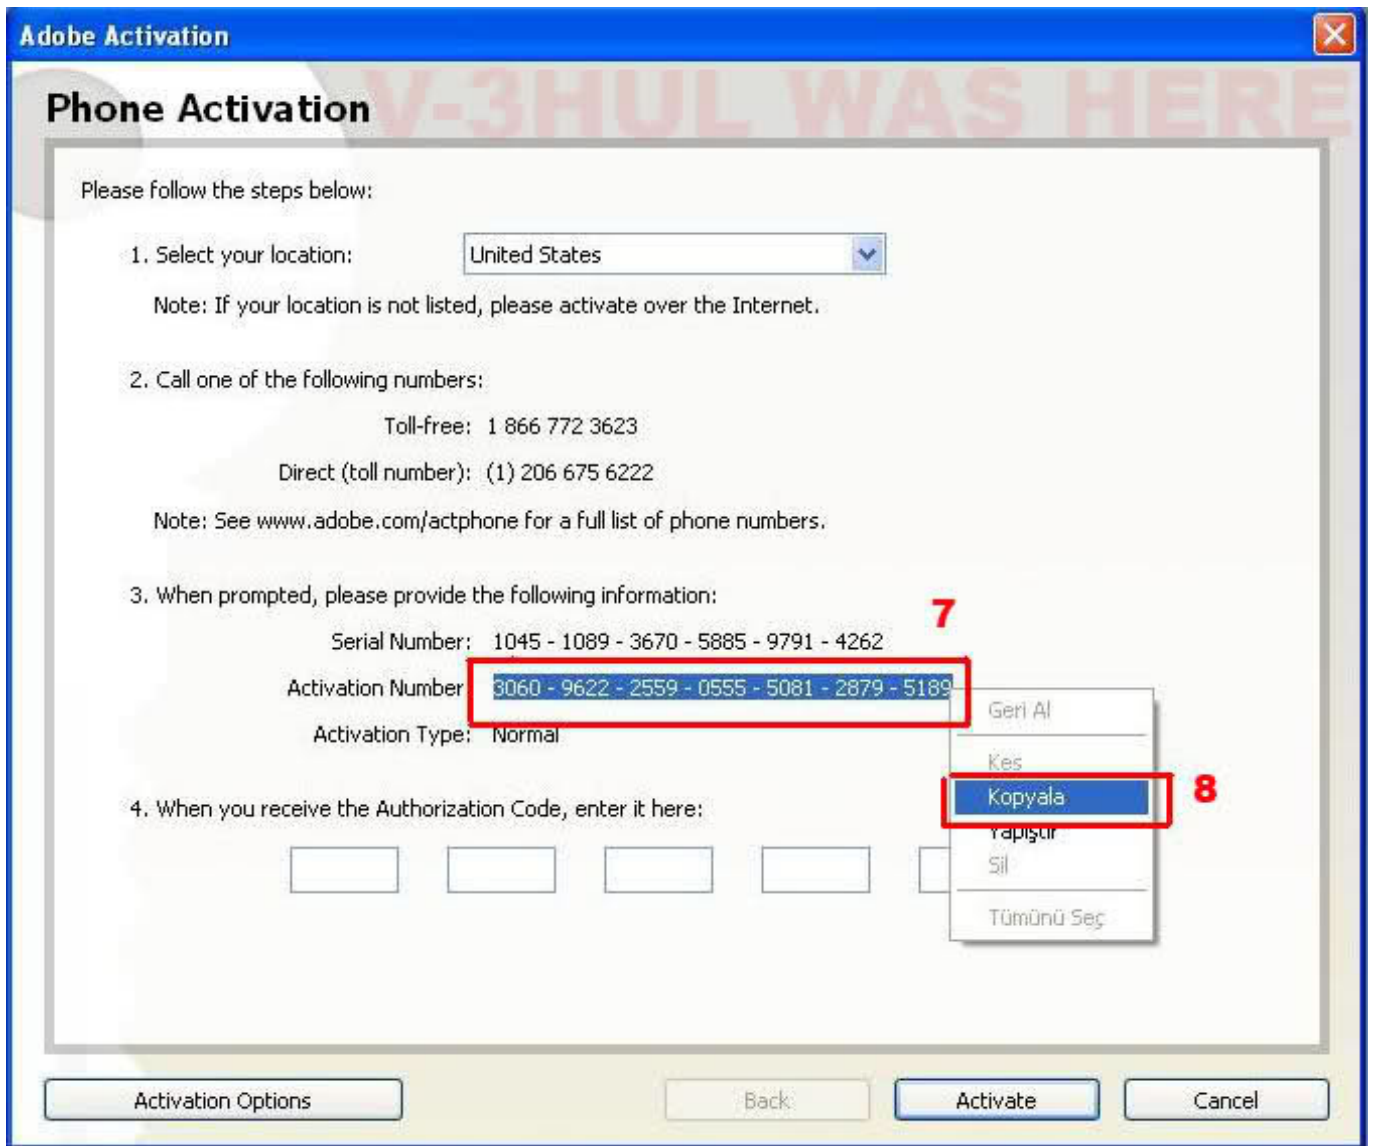 Adobe Activation
V-3HUL WAS HERE
Phone Activation
Please follow the steps below:
1. Select your location: United States
Note: If your location is not listed, please activate over the Internet.
2. Call one of the following numbers:
Toll-free: 1 866 772 3623
Direct (toll number): (1) 206 675 6222
Note: See www.adobe.com/actphone for a full list of phone numbers.
3. When prompted, please provide the following information:
7
Serial Number: 1045 - 1089 - 3670 - 5885 - 9791 - 4262
Activation Number 3060 - 9622 - 2559 - 0555 - 5081 - 2879 - 5189
Activation Type: Normal
Geri Al
Kes
Kopyala 8
Yapıştır
Sil
Tümünü Seç
4. When you receive the Authorization Code, enter it here:
Activation Options Back Activate Cancel